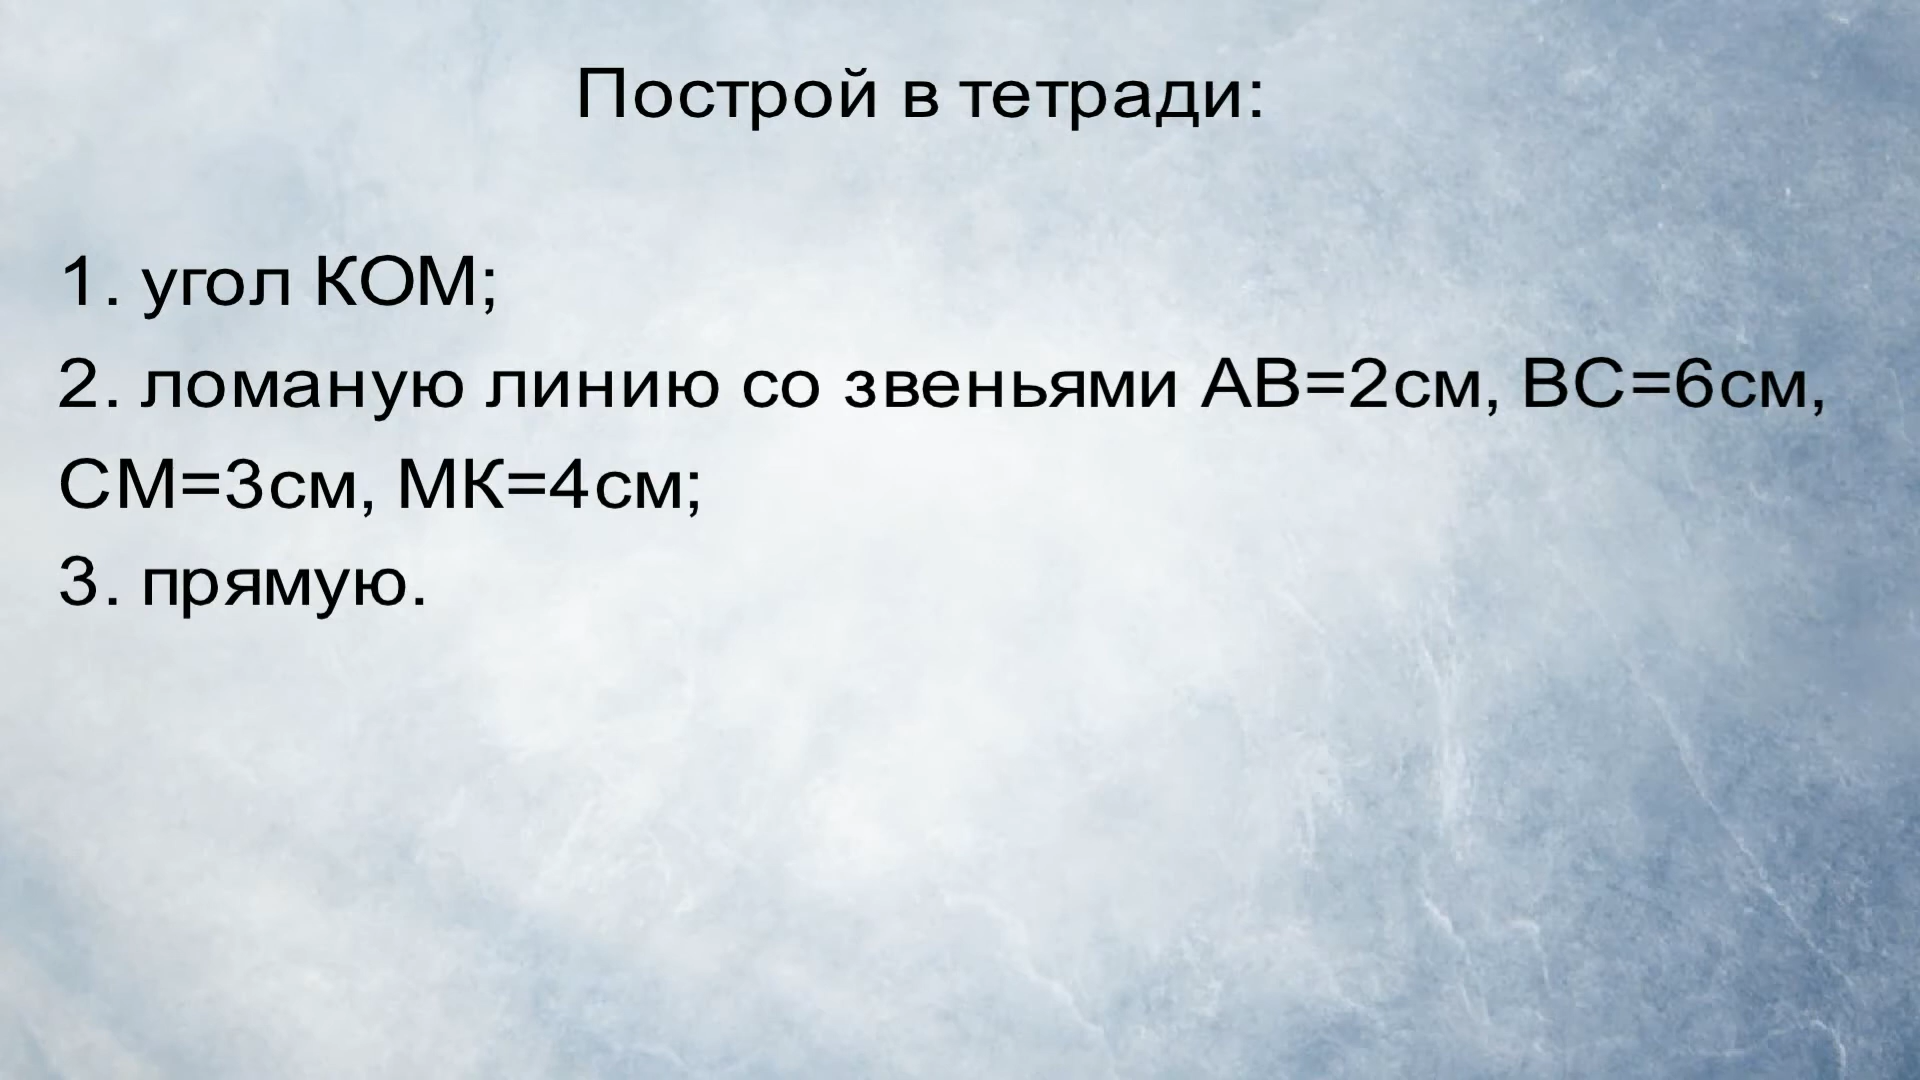 Построй в тетради:
1. угол КОМ;
2. ломаную линию со звеньями АВ=2см, ВС=6см,
СМ=3см, МК=4см;
3. прямую.